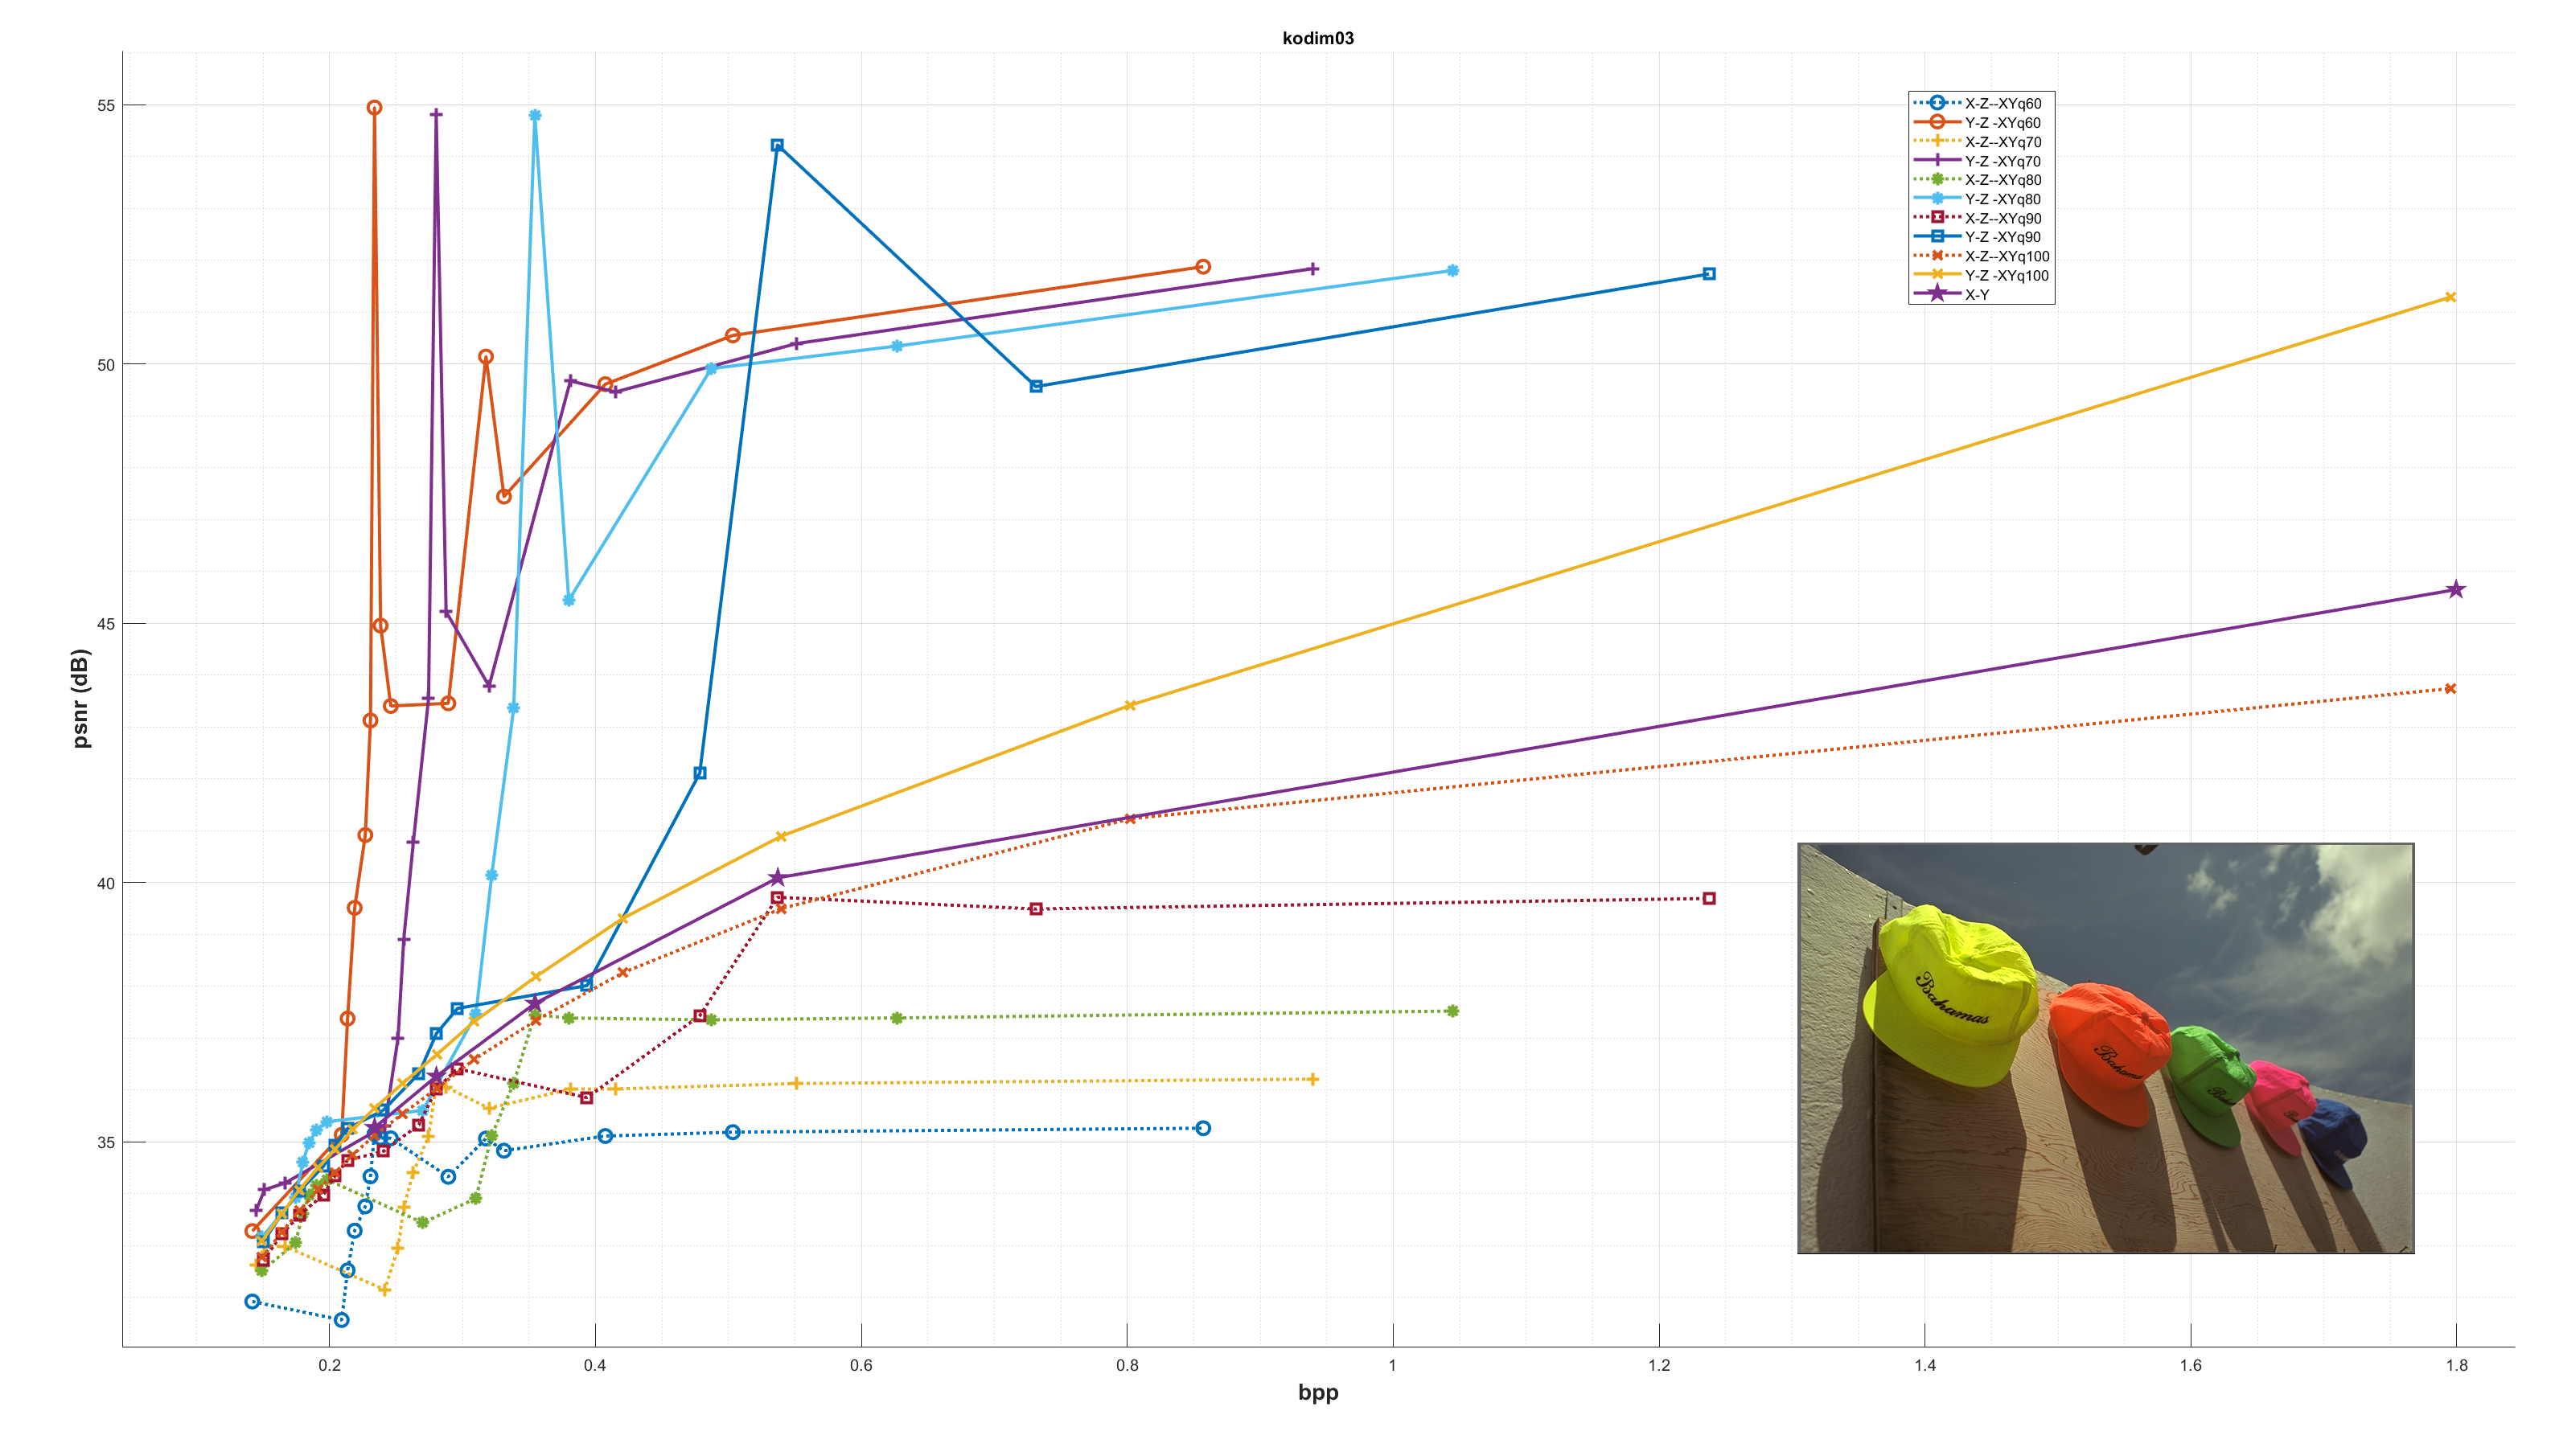 kodim03
55
50
45
40
35
psnr (dB)
X-Z--XYq60
Y-Z -XYq60
X-Z--XYq70
Y-Z -XYq70
X-Z--XYq80
Y-Z -XYq80
X-Z--XYq90
Y-Z -XYq90
X-Z--XYq100
Y-Z -XYq100
X-Y
Bahamas
Bahamas
0.2
0.4
0.6
0.8
1
1.2
1.4
1.6
1.8
bpp